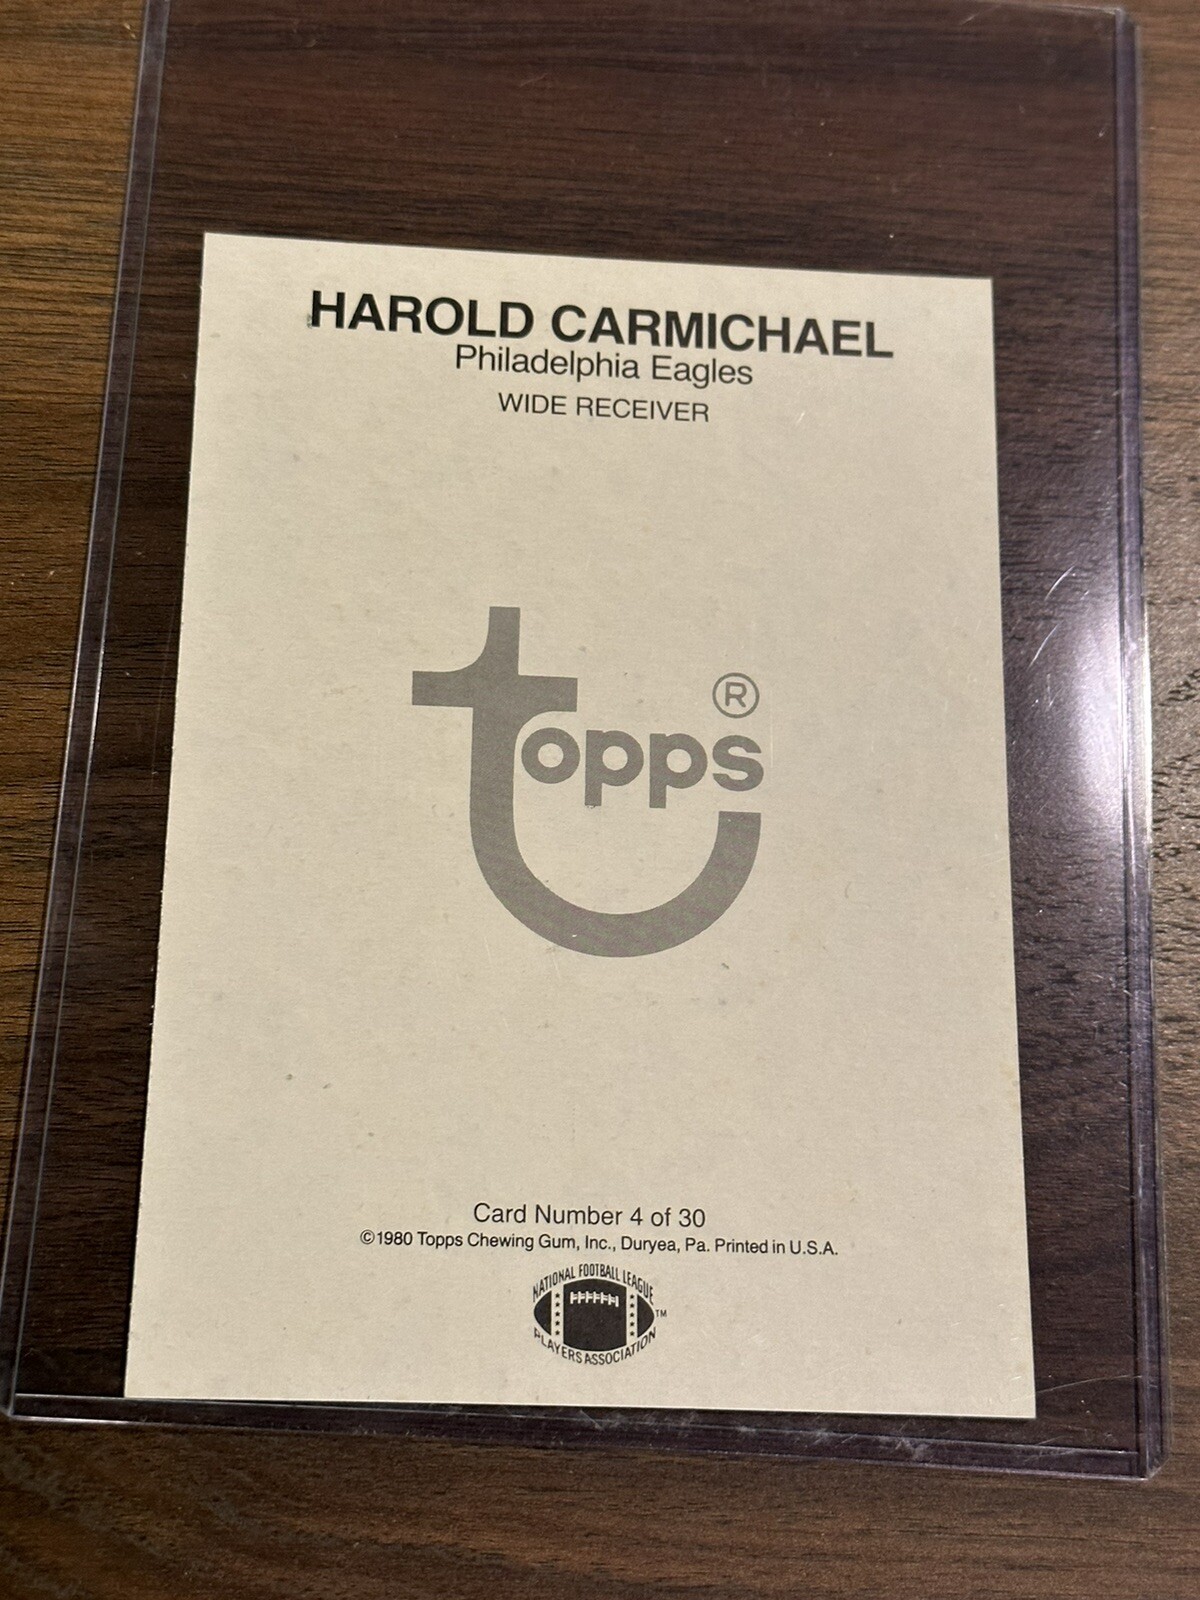 HAROLD CARMICHAEL
Philadelphia Eagles
WIDE RECEIVER
topps®
Card Number 4 of 30
©1980 Topps Chewing Gum, Inc., Duryea, Pa. Printed in U.S.A.
NATIONAL FOOTBALL LEAGUE
PLAYERS ASSOCIATION™